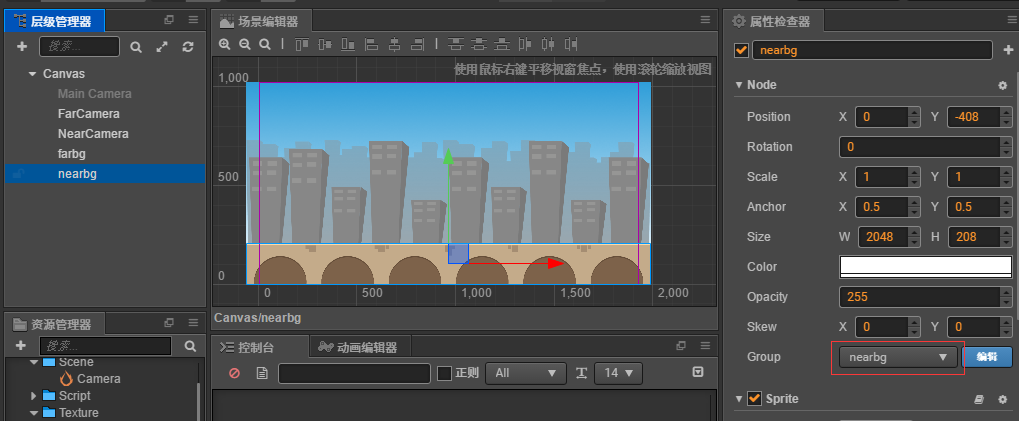 层级管理器
搜索...
Canvas
Main Camera
FarCamera
NearCamera
farbg
nearbg
资源管理器
搜索...
Scene
Camera
Script
Texture
场景编辑器
使用鼠标右键平移视窗焦点，使用滚轮缩放视图
1,000
500
0
0
500
1,000
1,500
2,000
Canvas/nearbg
控制台
动画编辑器
正则
All
14
属性检查器
nearbg
Node
Position X 0 Y -408
Rotation 0
Scale X 1 Y 1
Anchor X 0.5 Y 0.5
Size W 2048 H 208
Color
Opacity 255
Skew X 0 Y 0
Group nearbg 编辑
Sprite